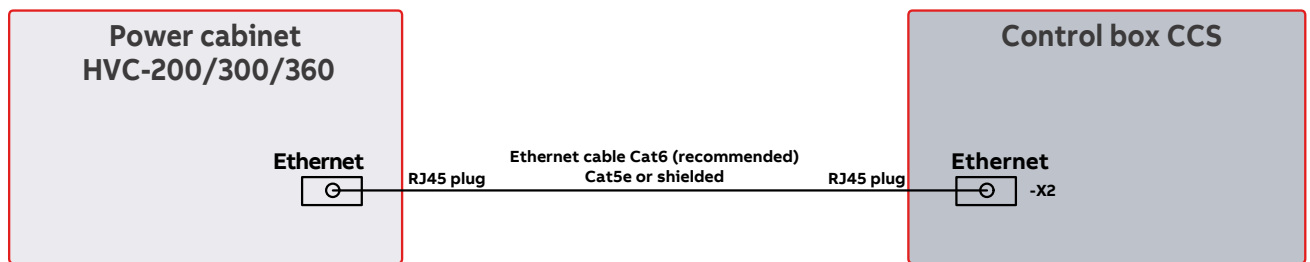 Power cabinet
HVC-200/300/360
Control box CCS
Ethernet
Ethernet cable Cat6 (recommended)
Cat5e or shielded
Ethernet
RJ45 plug
RJ45 plug
-X2